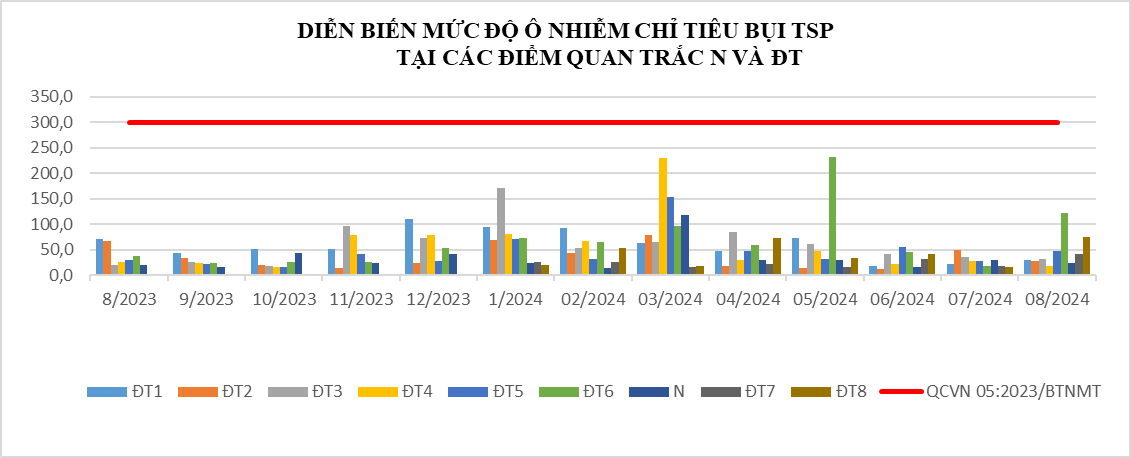 DIỄN BIẾN MỨC ĐỘ Ô NHIỄM CHỈ TIÊU BỤI TSP
TẠI CÁC ĐIỂM QUAN TRẮC N VÀ ĐT
350,0
300,0
250,0
200,0
150,0
100,0
50,0
0,0
8/2023 9/2023 10/2023 11/2023 12/2023 1/2024 02/2024 03/2024 04/2024 05/2024 06/2024 07/2024 08/2024
ĐT1 ĐT2 ĐT3 ĐT4 ĐT5 ĐT6 N ĐT7 ĐT8 QCVN 05:2023/BTNMT